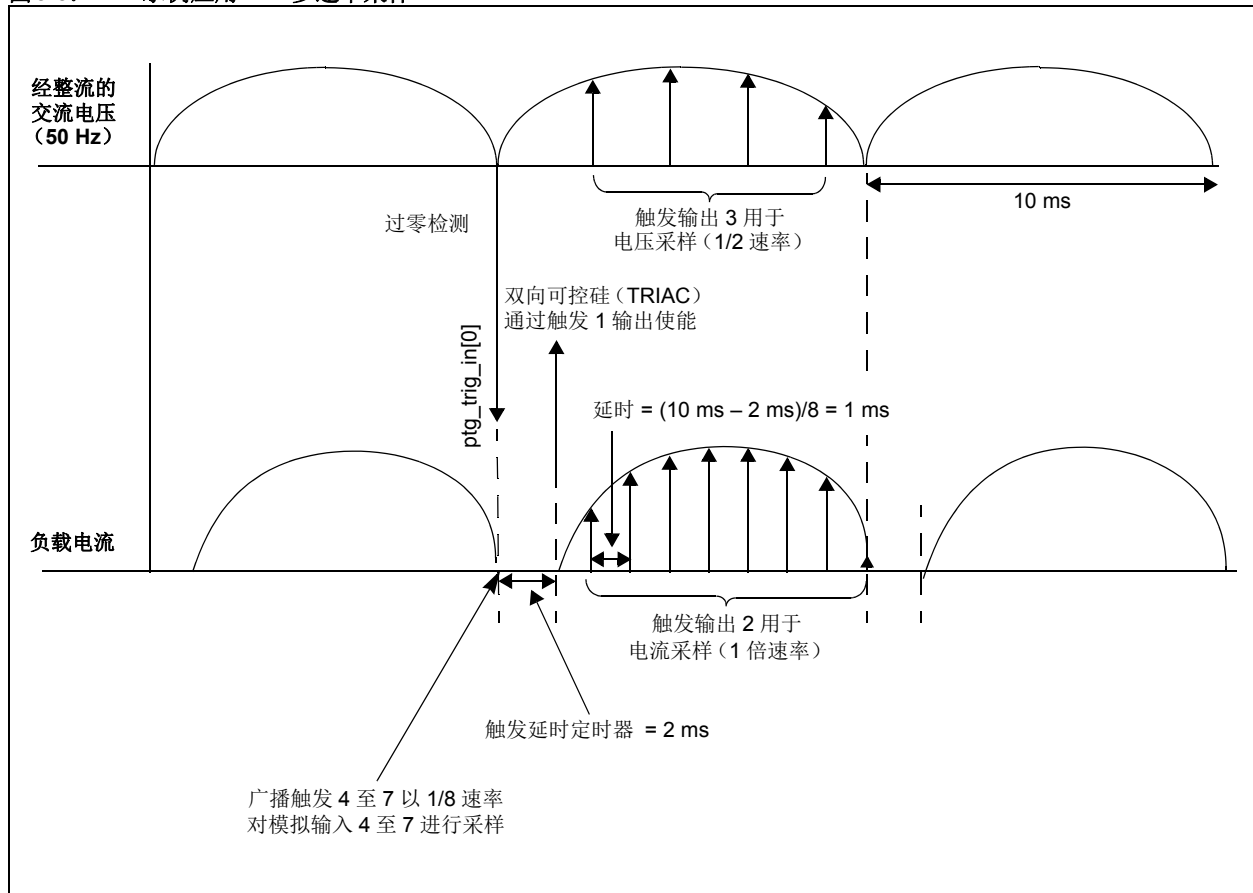 经整流的
交流电压
（50 Hz）
10 ms
过零检测
触发输出 3 用于
电压采样（1/2 速率）
双向可控硅（TRIAC）
通过触发 1 输出使能
ptg_trig_in[0]
延时 = (10 ms – 2 ms)/8 = 1 ms
负载电流
触发输出 2 用于
电流采样（1 倍速率）
触发延时定时器 = 2 ms
广播触发 4 至 7 以 1/8 速率
对模拟输入 4 至 7 进行采样